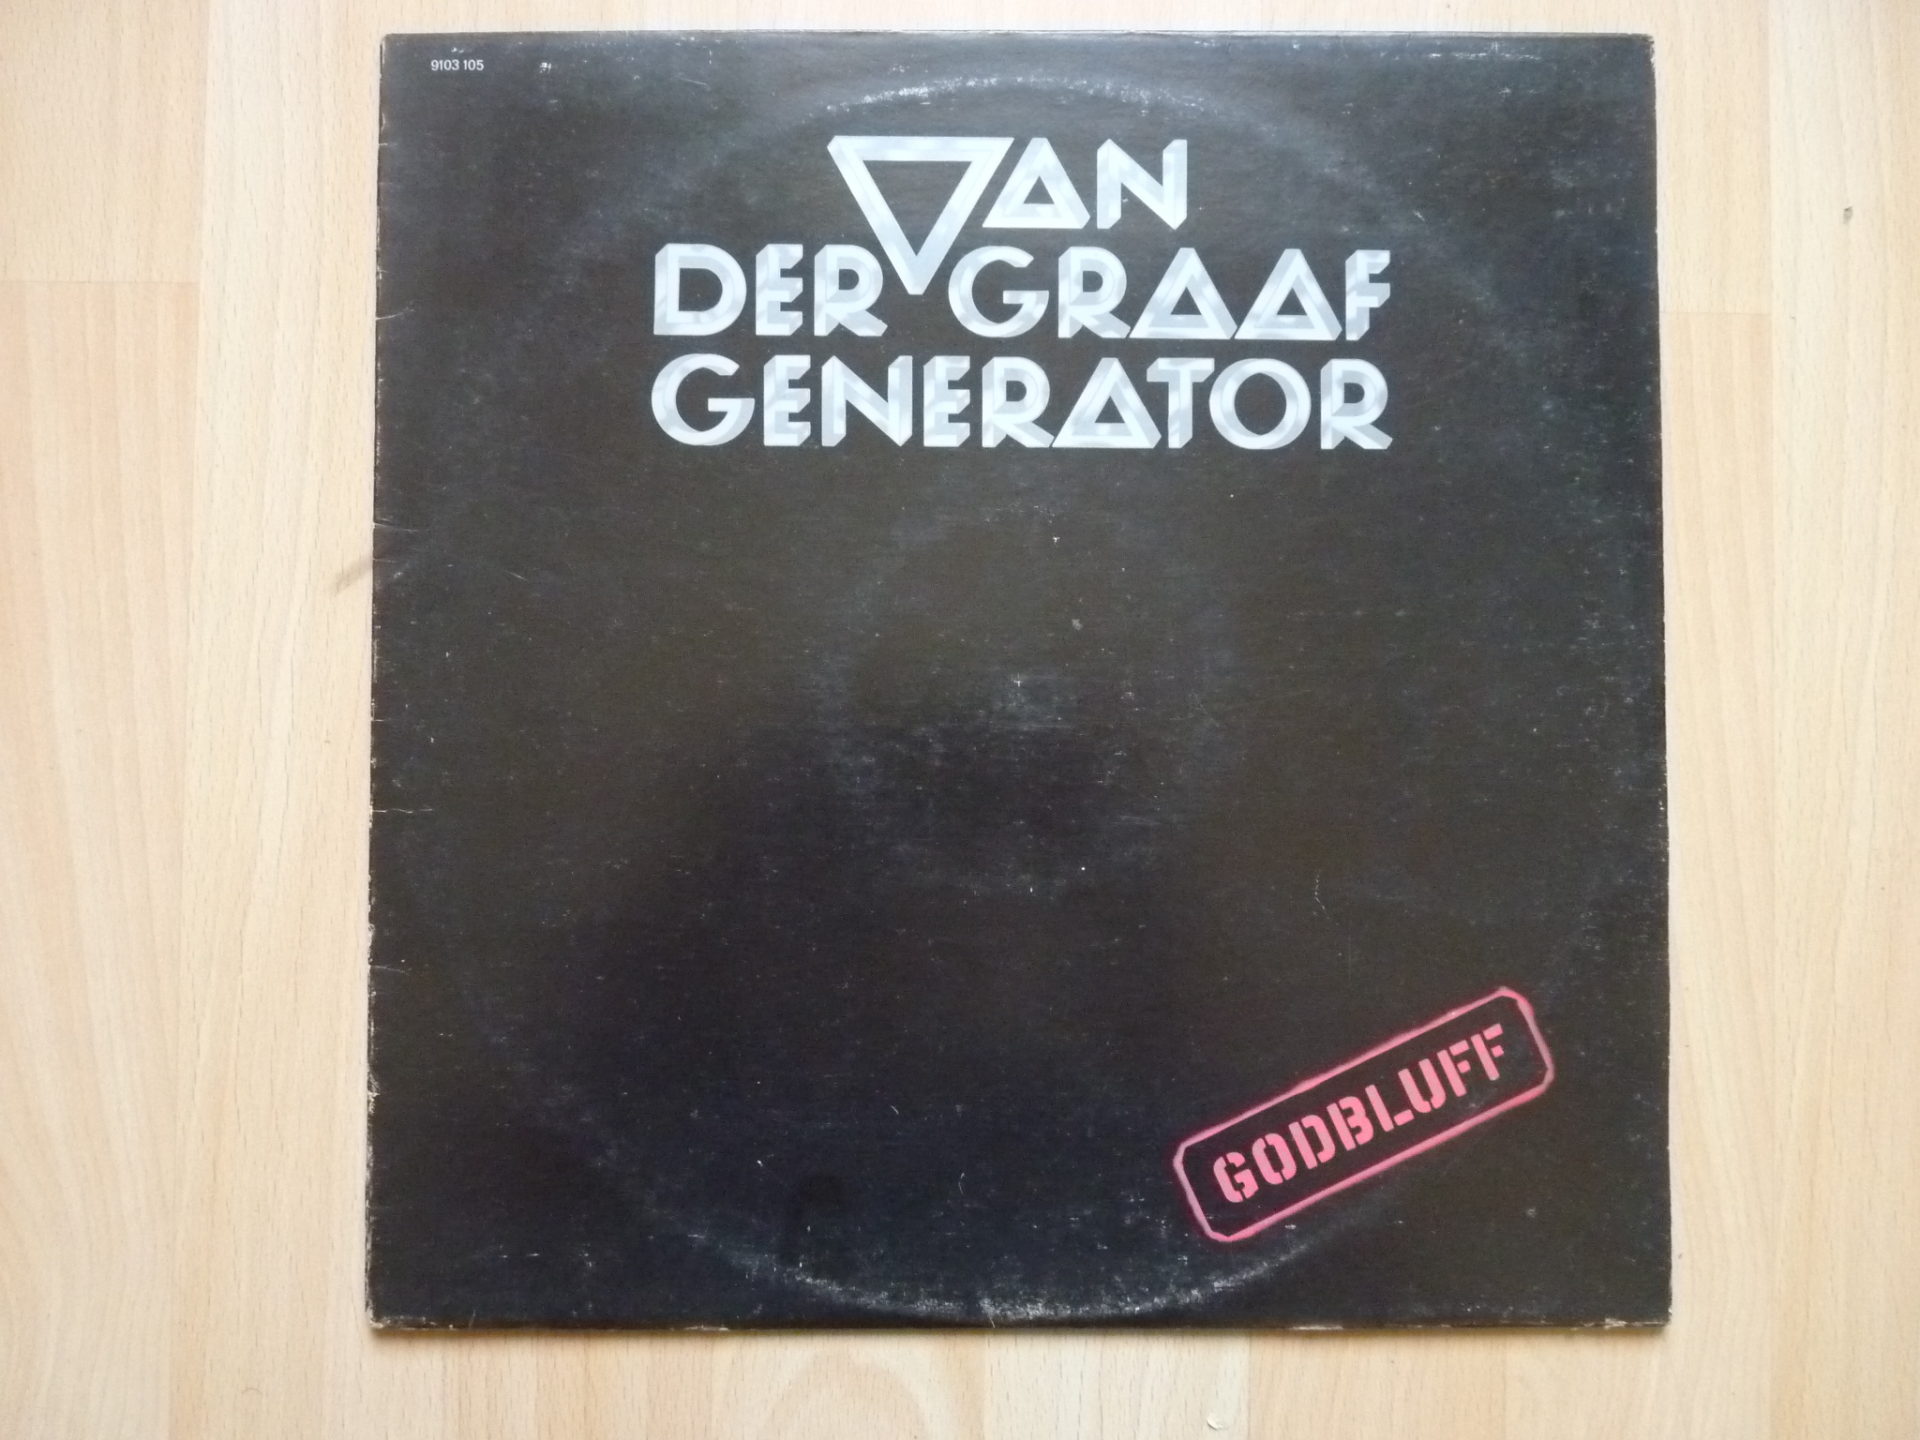 9103 105
VAN
DER GRAAF
GENERATOR
GODBLUFF